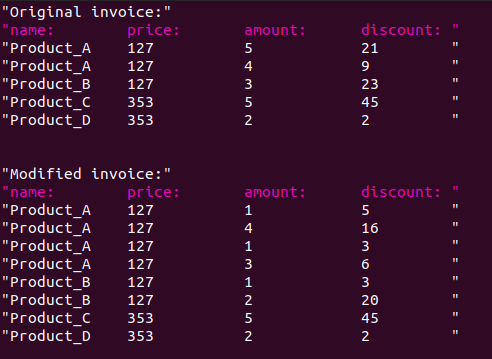 "Original invoice:"
"name: price: amount: discount: "
"Product_A 127 5 21 "
"Product_A 127 4 9 "
"Product_B 127 3 23 "
"Product_C 353 5 45 "
"Product_D 353 2 2 "
"Modified invoice:"
"name: price: amount: discount: "
"Product_A 127 1 5 "
"Product_A 127 4 16 "
"Product_A 127 1 3 "
"Product_A 127 3 6 "
"Product_B 127 1 3 "
"Product_B 127 2 20 "
"Product_C 353 5 45 "
"Product_D 353 2 2 "